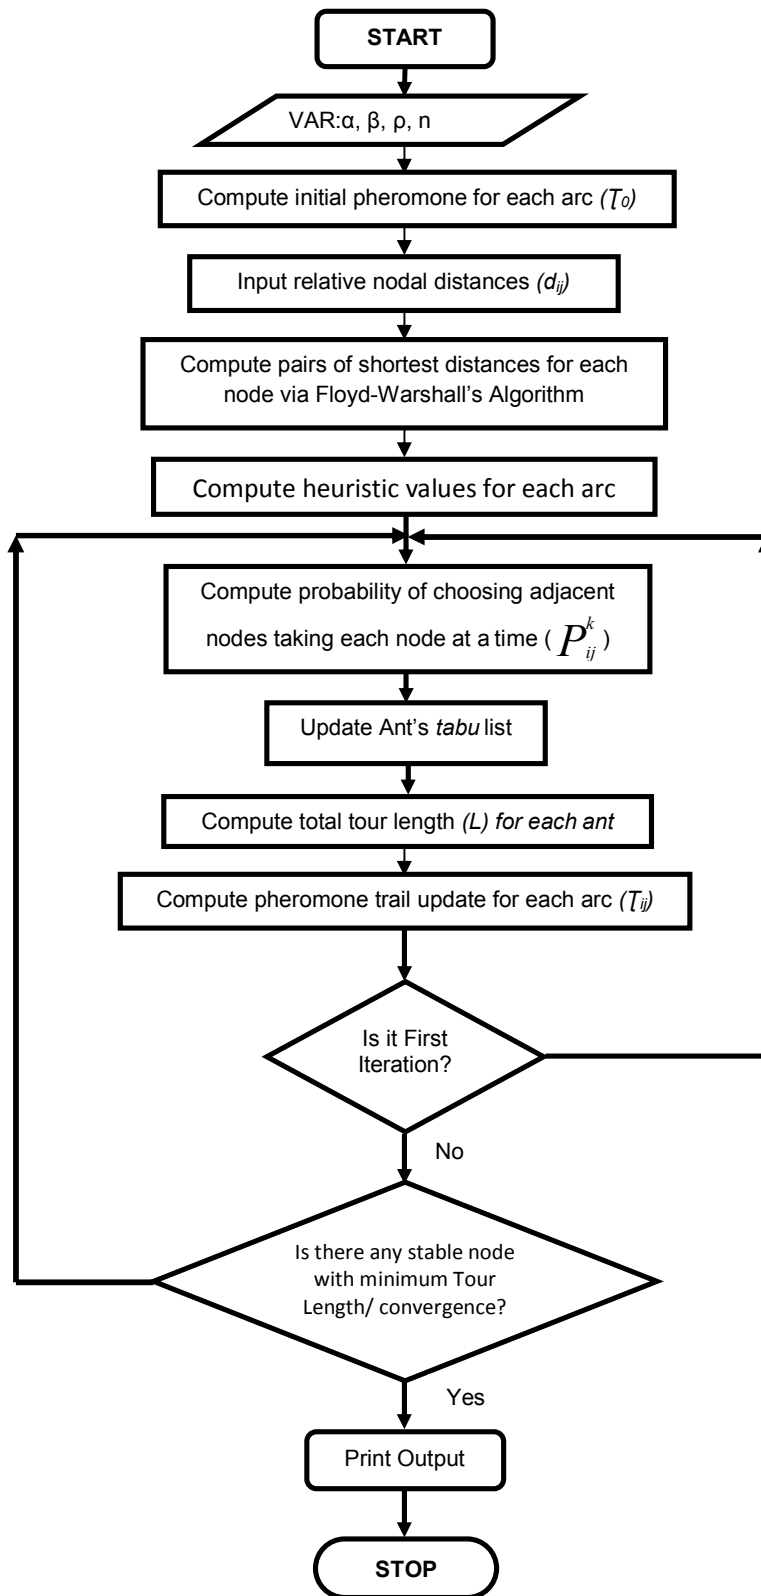 START
VAR:α, β, ρ, n
Compute initial pheromone for each arc (Ʈ0)
Input relative nodal distances (dij)
Compute pairs of shortest distances for each
node via Floyd-Warshall’s Algorithm
Compute heuristic values for each arc
Compute probability of choosing adjacent
nodes taking each node at a time ( P^k_ij )
Update Ant’s tabu list
Compute total tour length (L) for each ant
Compute pheromone trail update for each arc (Ʈij)
Is it First
Iteration?
No
Is there any stable node
with minimum Tour
Length/ convergence?
Yes
Print Output
STOP